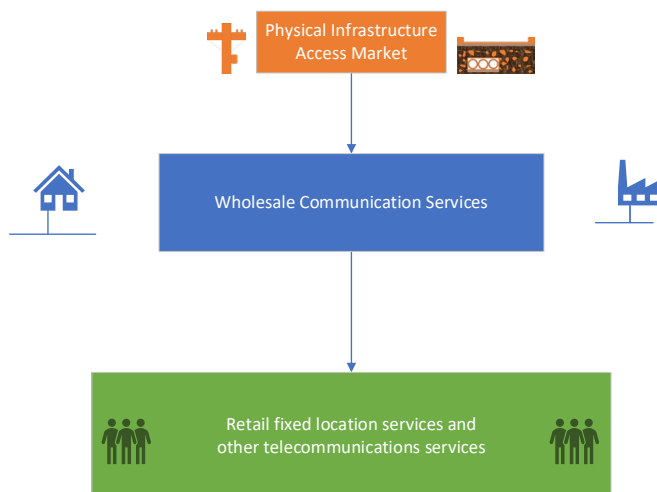 Physical Infrastructure
Access Market
Wholesale Communication Services
Retail fixed location services and
other telecommunications services